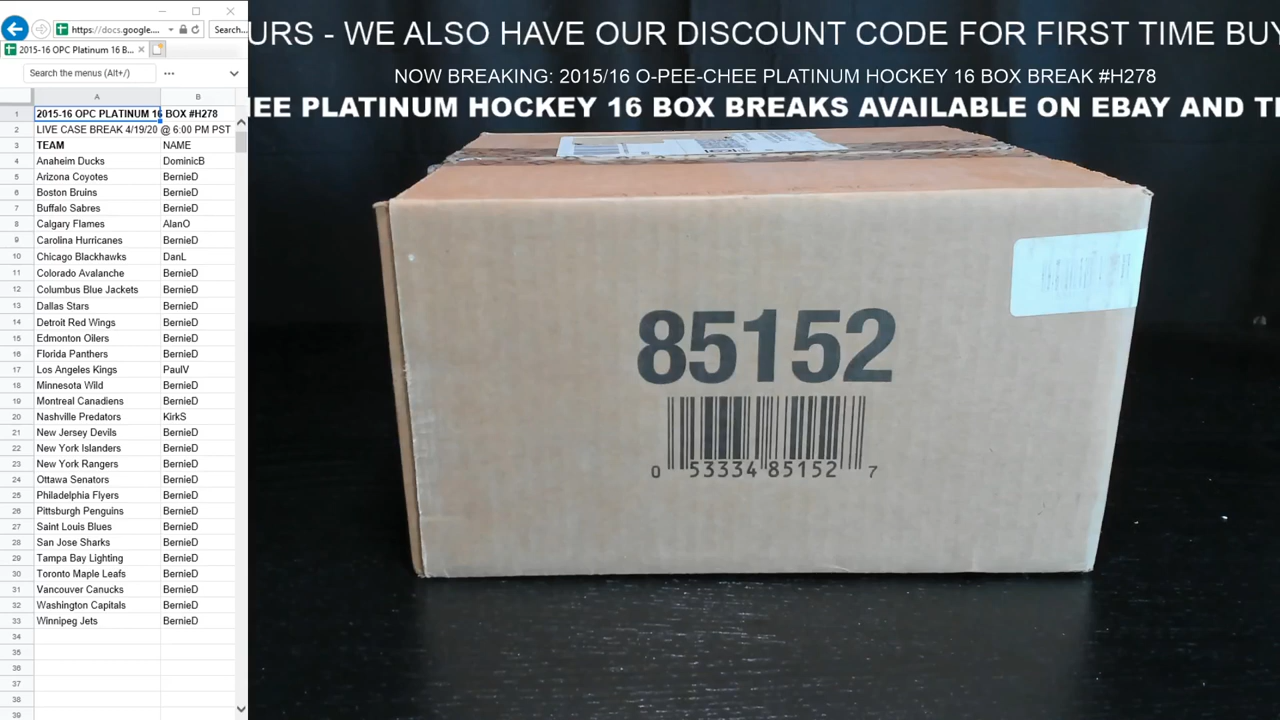 https://docs.google....
Search...
2015-16 OPC Platinum 16 B...
Search the menus (Alt+/)
A B
1 2015-16 OPC PLATINUM 16 BOX #H278
2 LIVE CASE BREAK 4/19/20 @ 6:00 PM PST
3 TEAM NAME
4 Anaheim Ducks DominicB
5 Arizona Coyotes BernieD
6 Boston Bruins BernieD
7 Buffalo Sabres BernieD
8 Calgary Flames AlanO
9 Carolina Hurricanes BernieD
10 Chicago Blackhawks DanL
11 Colorado Avalanche BernieD
12 Columbus Blue Jackets BernieD
13 Dallas Stars BernieD
14 Detroit Red Wings BernieD
15 Edmonton Oilers BernieD
16 Florida Panthers BernieD
17 Los Angeles Kings PaulV
18 Minnesota Wild BernieD
19 Montreal Canadiens BernieD
20 Nashville Predators KirkS
21 New Jersey Devils BernieD
22 New York Islanders BernieD
23 New York Rangers BernieD
24 Ottawa Senators BernieD
25 Philadelphia Flyers BernieD
26 Pittsburgh Penguins BernieD
27 Saint Louis Blues BernieD
28 San Jose Sharks BernieD
29 Tampa Bay Lighting BernieD
30 Toronto Maple Leafs BernieD
31 Vancouver Canucks BernieD
32 Washington Capitals BernieD
33 Winnipeg Jets BernieD
34
35
36
37
38
39
URS - WE ALSO HAVE OUR DISCOUNT CODE FOR FIRST TIME BUY
NOW BREAKING: 2015/16 O-PEE-CHEE PLATINUM HOCKEY 16 BOX BREAK #H278
EE PLATINUM HOCKEY 16 BOX BREAKS AVAILABLE ON EBAY AND T
85152
0 53334 85152 7